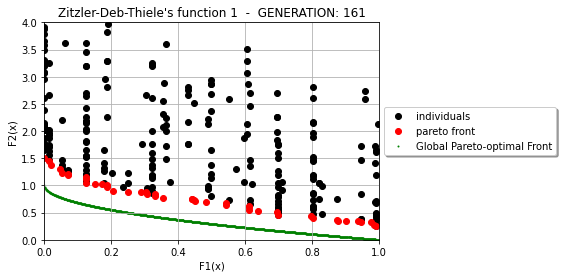 Zitzler-Deb-Thiele's function 1 - GENERATION: 161
4.0
3.5
3.0
2.5
2.0
1.5
1.0
0.5
0.0
F2(x)
0.0 0.2 0.4 0.6 0.8 1.0
F1(x)
individuals
pareto front
Global Pareto-optimal Front